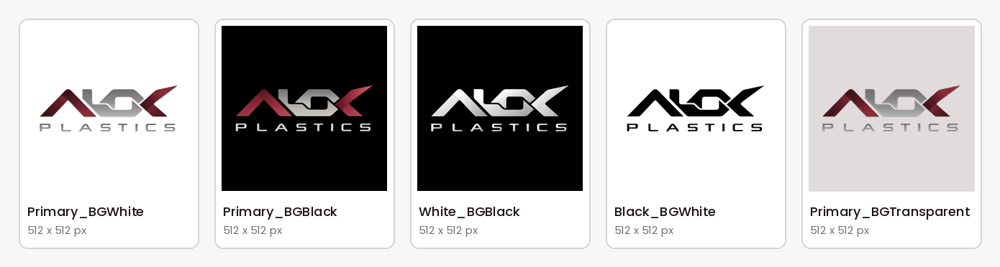 ALOX
PLASTICS
Primary_BGWhite
512 x 512 px
ALOX
PLASTICS
Primary_BGBlack
512 x 512 px
ALOX
PLASTICS
White_BGBlack
512 x 512 px
ALOX
PLASTICS
Black_BGWhite
512 x 512 px
ALOX
PLASTICS
Primary_BGTransparent
512 x 512 px